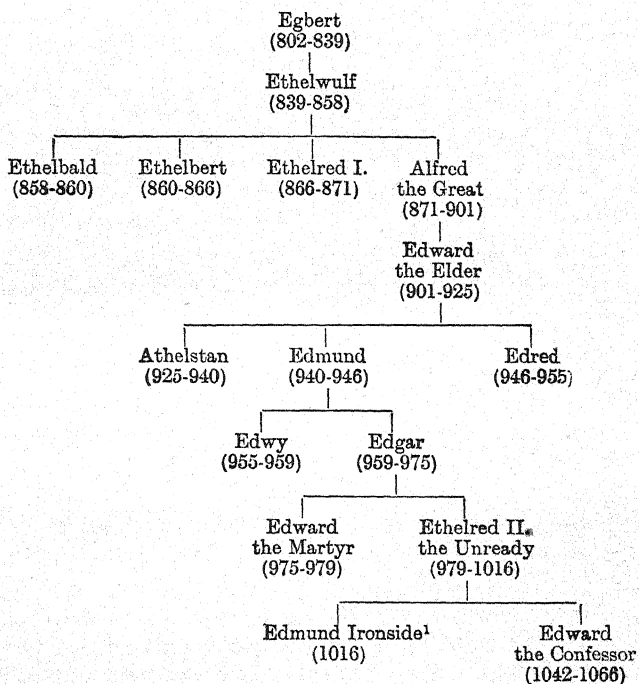 Egbert
(802-839)
Ethelwulf
(839-858)
Ethelbald
(858-860)
Ethelbert
(860-866)
Ethelred I.
(866-871)
Alfred
the Great
(871-901)
Edward
the Elder
(901-925)
Athelstan
(925-940)
Edmund
(940-946)
Edred
(946-955)
Edwy
(955-959)
Edgar
(959-975)
Edward
the Martyr
(975-979)
Ethelred II.
the Unready
(979-1016)
Edmund Ironside¹
(1016)
Edward
the Confessor
(1042-1066)